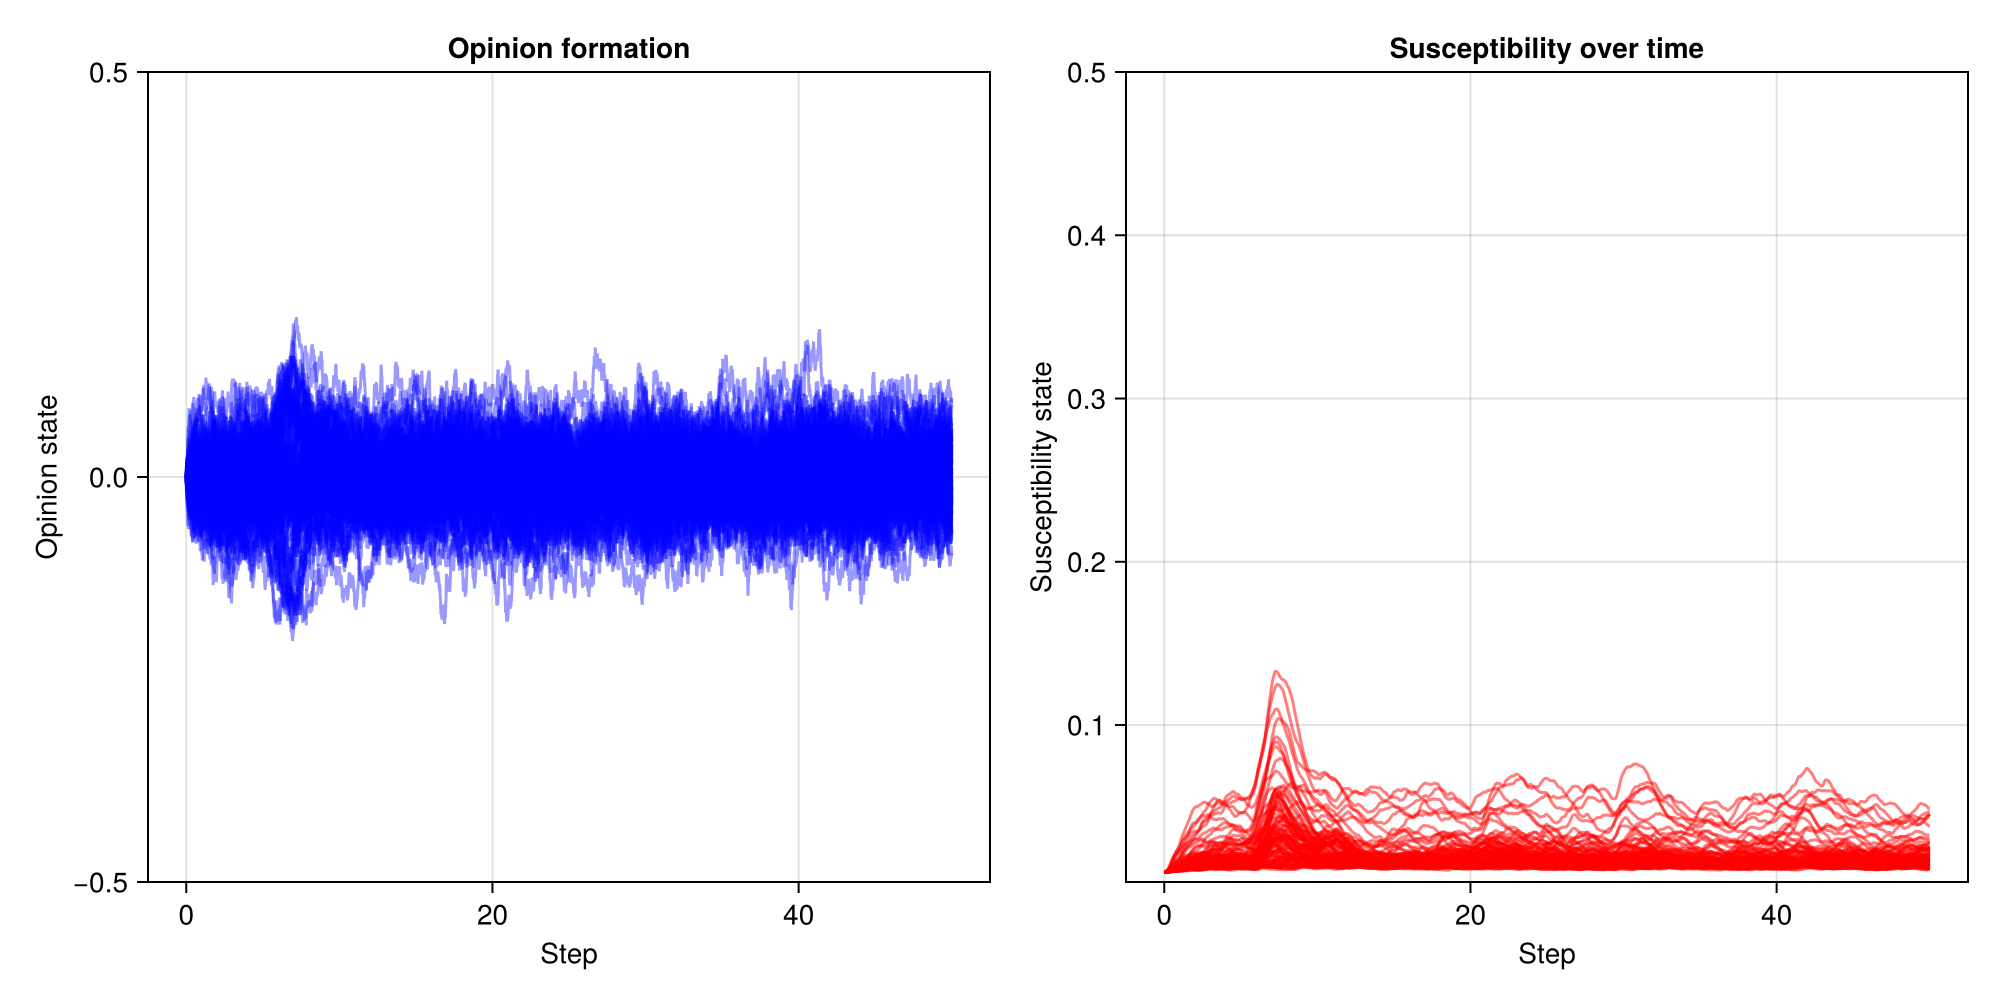 Opinion formation
0.5
0.0
−0.5
Opinion state
0
20
40
Step
Susceptibility over time
0.5
0.4
0.3
0.2
0.1
Susceptibility state
0
20
40
Step